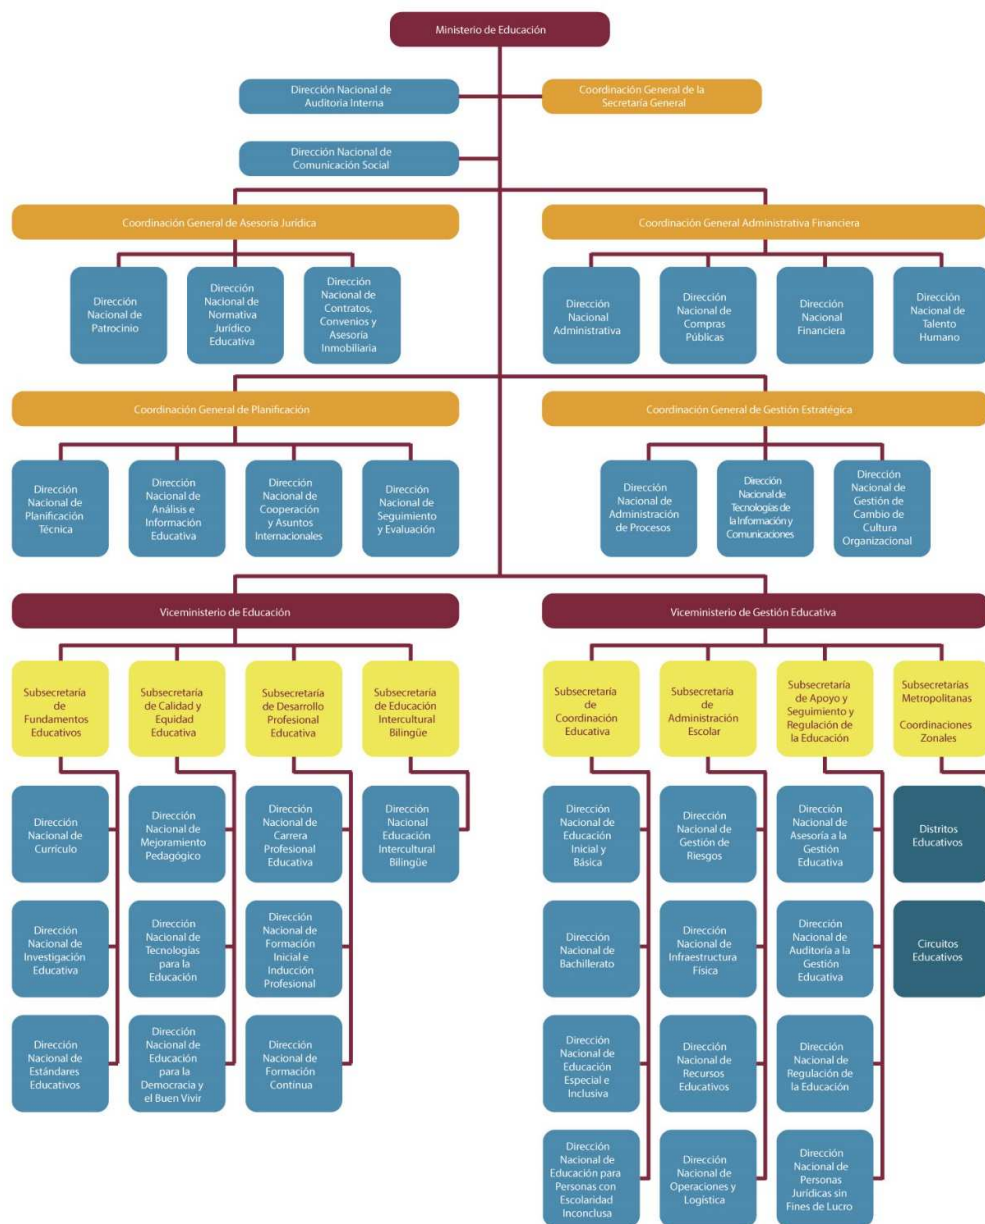 Ministerio de Educación
Dirección Nacional de
Auditoria Interna
Coordinación General de la
Secretaría General
Dirección Nacional de
Comunicación Social
Coordinación General de Asesoría Jurídica
Coordinación General Administrativa Financiera
Dirección
Nacional de
Patrocinio
Dirección
Nacional de
Normativa
Jurídico
Educativa
Dirección
Nacional de
Contratos,
Convenios y
Asesoría
Inmobiliaria
Dirección
Nacional
Administrativa
Dirección
Nacional de
Compras
Públicas
Dirección
Nacional
Financiera
Dirección
Nacional de
Talento
Humano
Coordinación General de Planificación
Coordinación General de Gestión Estratégica
Dirección
Nacional de
Planificación
Técnica
Dirección
Nacional de
Análisis e
Información
Educativa
Dirección
Nacional de
Cooperación
y Asuntos
Internacionales
Dirección
Nacional de
Seguimiento
y Evaluación
Dirección
Nacional de
Administración
de Procesos
Dirección
Nacional de
Tecnologías de
la Información y
Comunicaciones
Dirección
Nacional de
Gestión de
Cambio de
Cultura
Organizacional
Viceministerio de Educación
Viceministerio de Gestión Educativa
Subsecretaría
de
Fundamentos
Educativos
Subsecretaría
de Calidad y
Equidad
Educativa
Subsecretaría
de Desarrollo
Profesional
Educativa
Subsecretaría
de Educación
Intercultural
Bilingüe
Subsecretaría
de
Coordinación
Educativa
Subsecretaría
de
Administración
Escolar
Subsecretaría
de Apoyo y
Seguimiento y
Regulación de
la Educación
Subsecretarías
Metropolitanas
Coordinaciones
Zonales
Dirección
Nacional de
Currículo
Dirección
Nacional de
Mejoramiento
Pedagógico
Dirección
Nacional de
Carrera
Profesional
Educativa
Dirección
Nacional
Educación
Intercultural
Bilingüe
Dirección
Nacional de
Educación
Inicial y
Básica
Dirección
Nacional de
Gestión de
Riesgos
Dirección
Nacional de
Asesoría a la
Gestión
Educativa
Distritos
Educativos
Dirección
Nacional de
Investigación
Educativa
Dirección
Nacional de
Tecnologías
para la
Educación
Dirección
Nacional de
Formación
Inicial e
Inducción
Profesional
Dirección
Nacional de
Bachillerato
Dirección
Nacional de
Infraestructura
Física
Dirección
Nacional de
Auditoría a la
Gestión
Educativa
Circuitos
Educativos
Dirección
Nacional de
Estándares
Educativos
Dirección
Nacional de
Educación
para la
Democracia y
el Buen Vivir
Dirección
Nacional de
Formación
Contínua
Dirección
Nacional de
Educación
Especial e
Inclusiva
Dirección
Nacional de
Recursos
Educativos
Dirección
Nacional de
Regulación de
la Educación
Dirección
Nacional de
Educación para
Personas con
Escolaridad
Inconclusa
Dirección
Nacional de
Operaciones y
Logística
Dirección
Nacional de
Personas
Jurídicas sin
Fines de Lucro